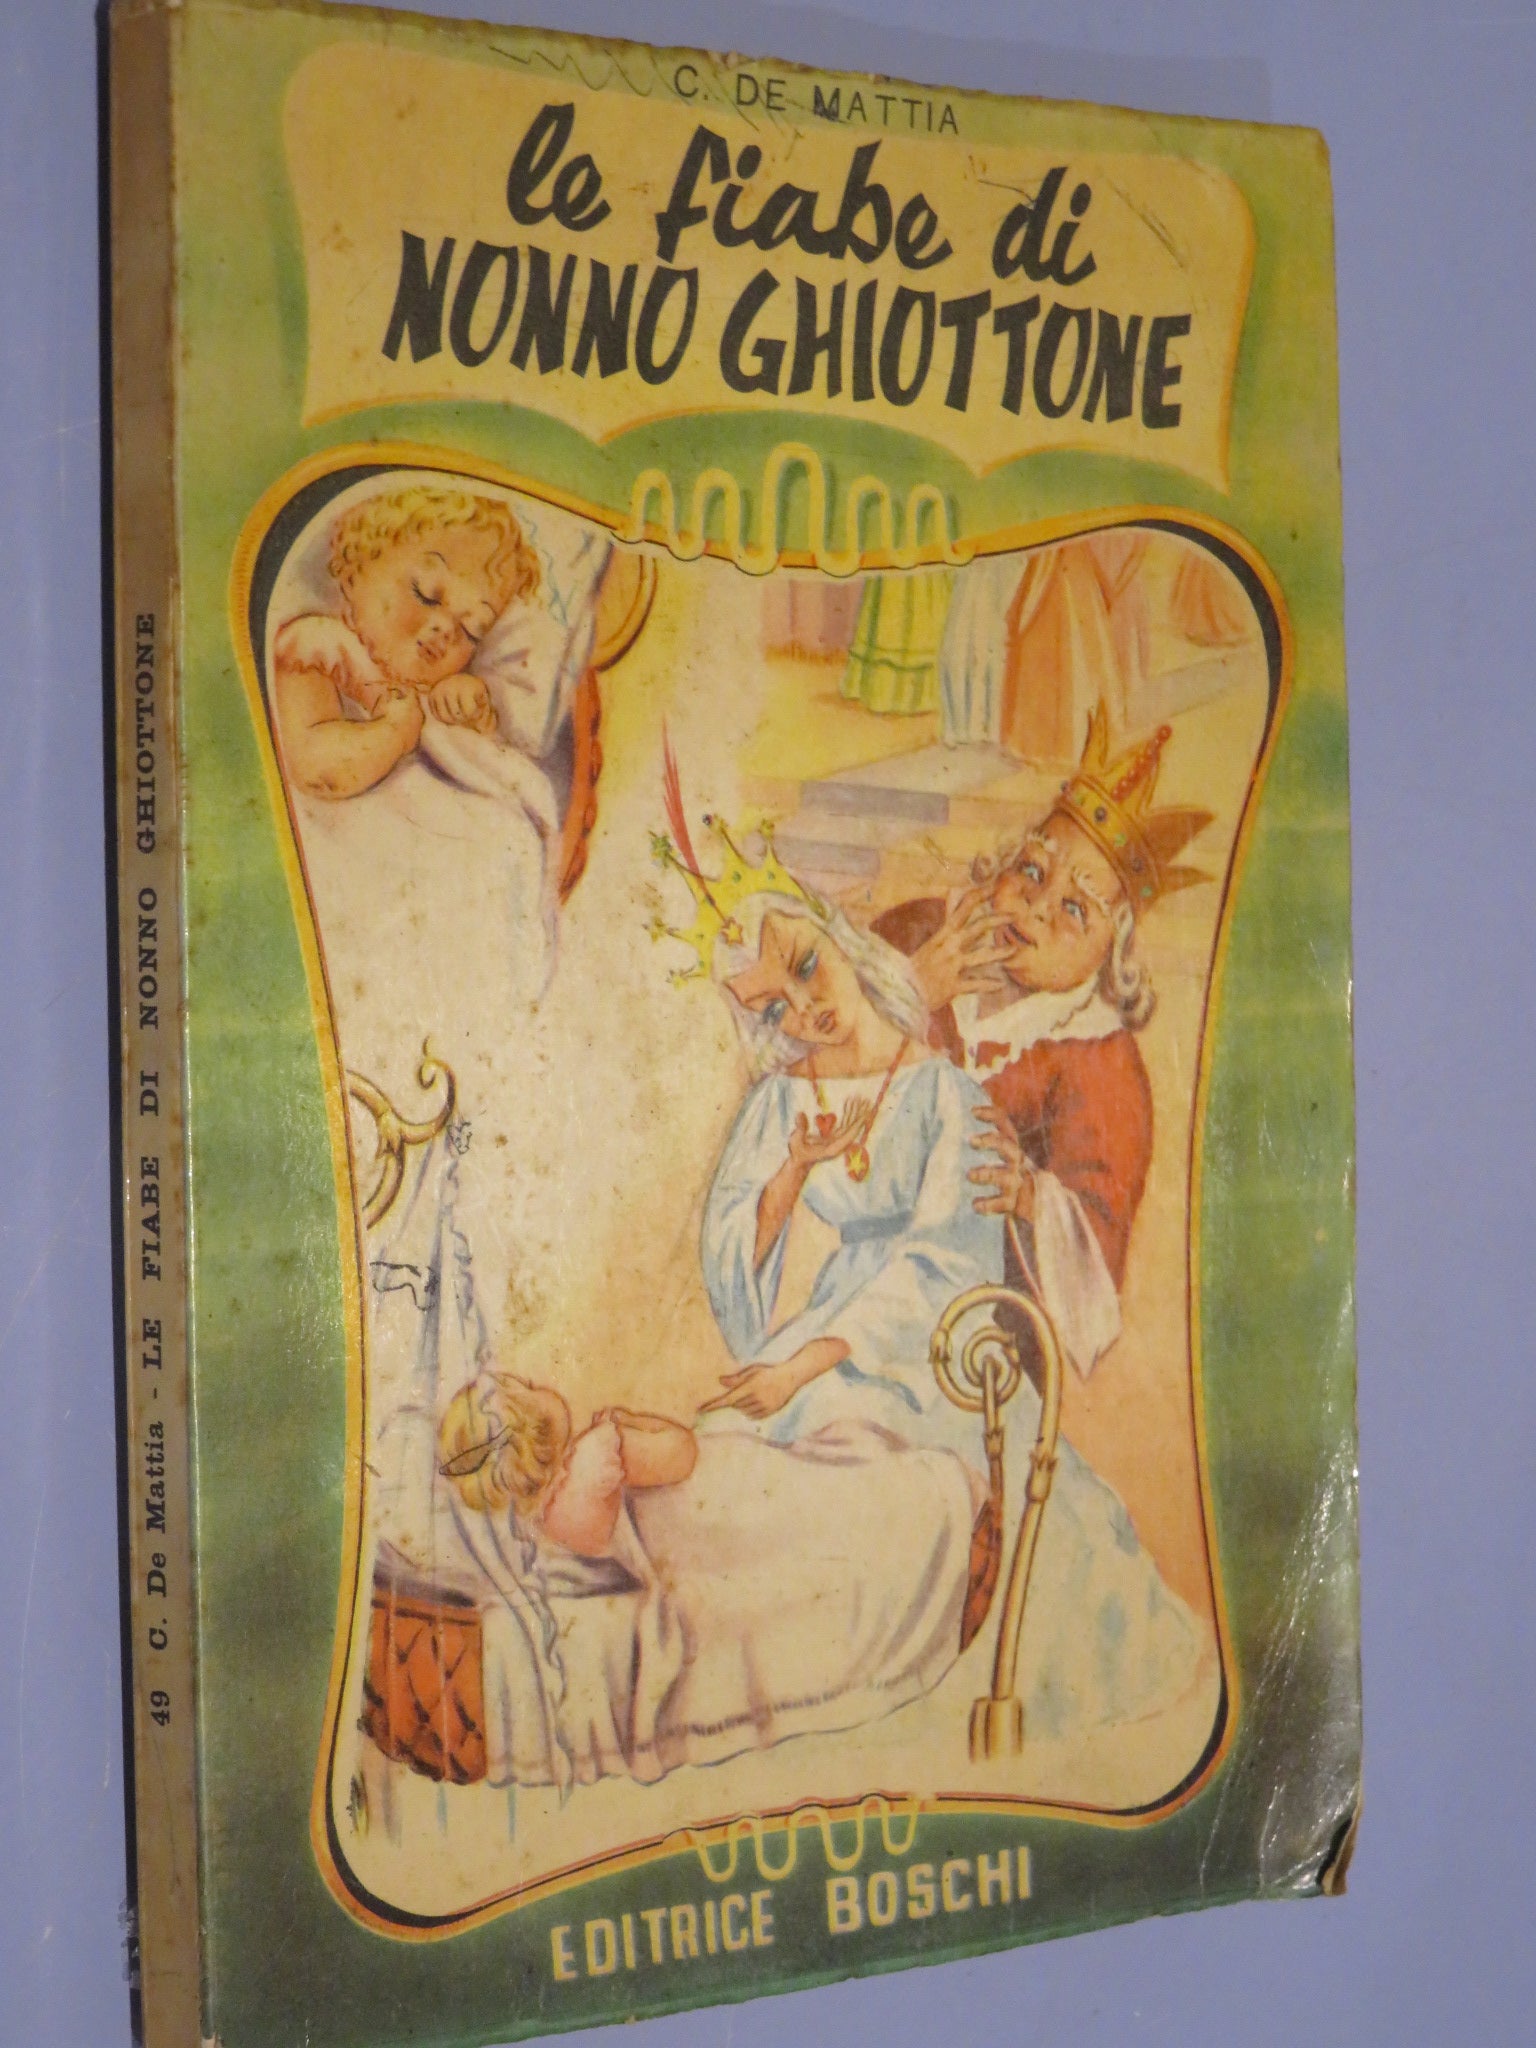 C. DE MATTIA
le fiabe di
NONNO GHIOTTONE
EDITRICE BOSCHI
49 C. De Mattia - LE FIABE DI NONNO GHIOTTONE